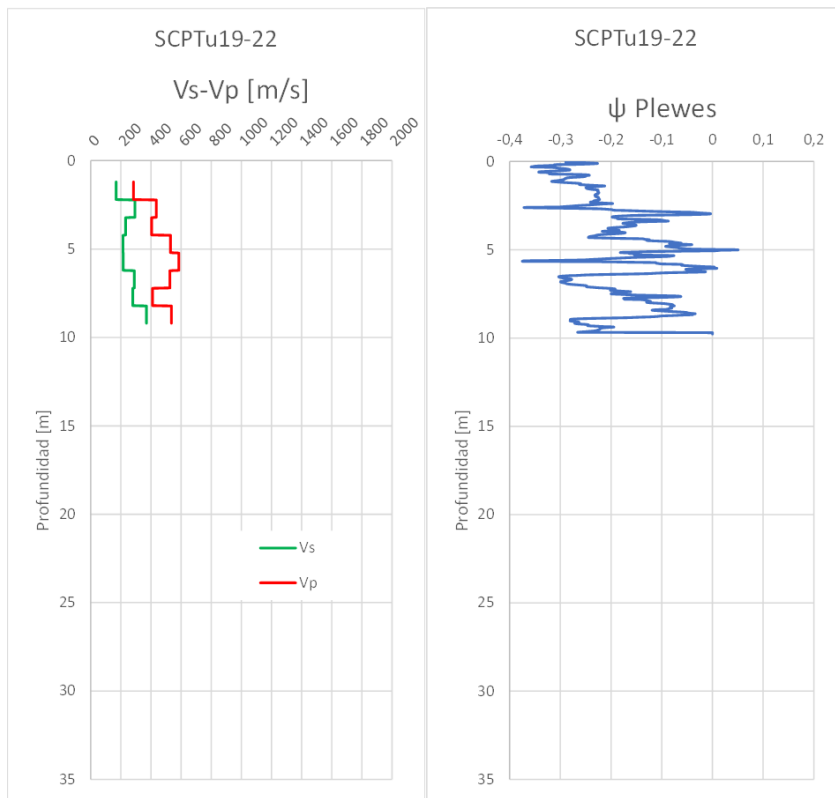 SCPTu19-22
Vs-Vp [m/s]
0 200 400 600 800 1000 1200 1400 1600 1800 2000
0
5
10
15
20
25
30
35
Profundidad [m]
Vs
Vp
SCPTu19-22
ψ Plewes
-0,4 -0,3 -0,2 -0,1 0 0,1 0,2
0
5
10
15
20
25
30
35
Profundidad [m]